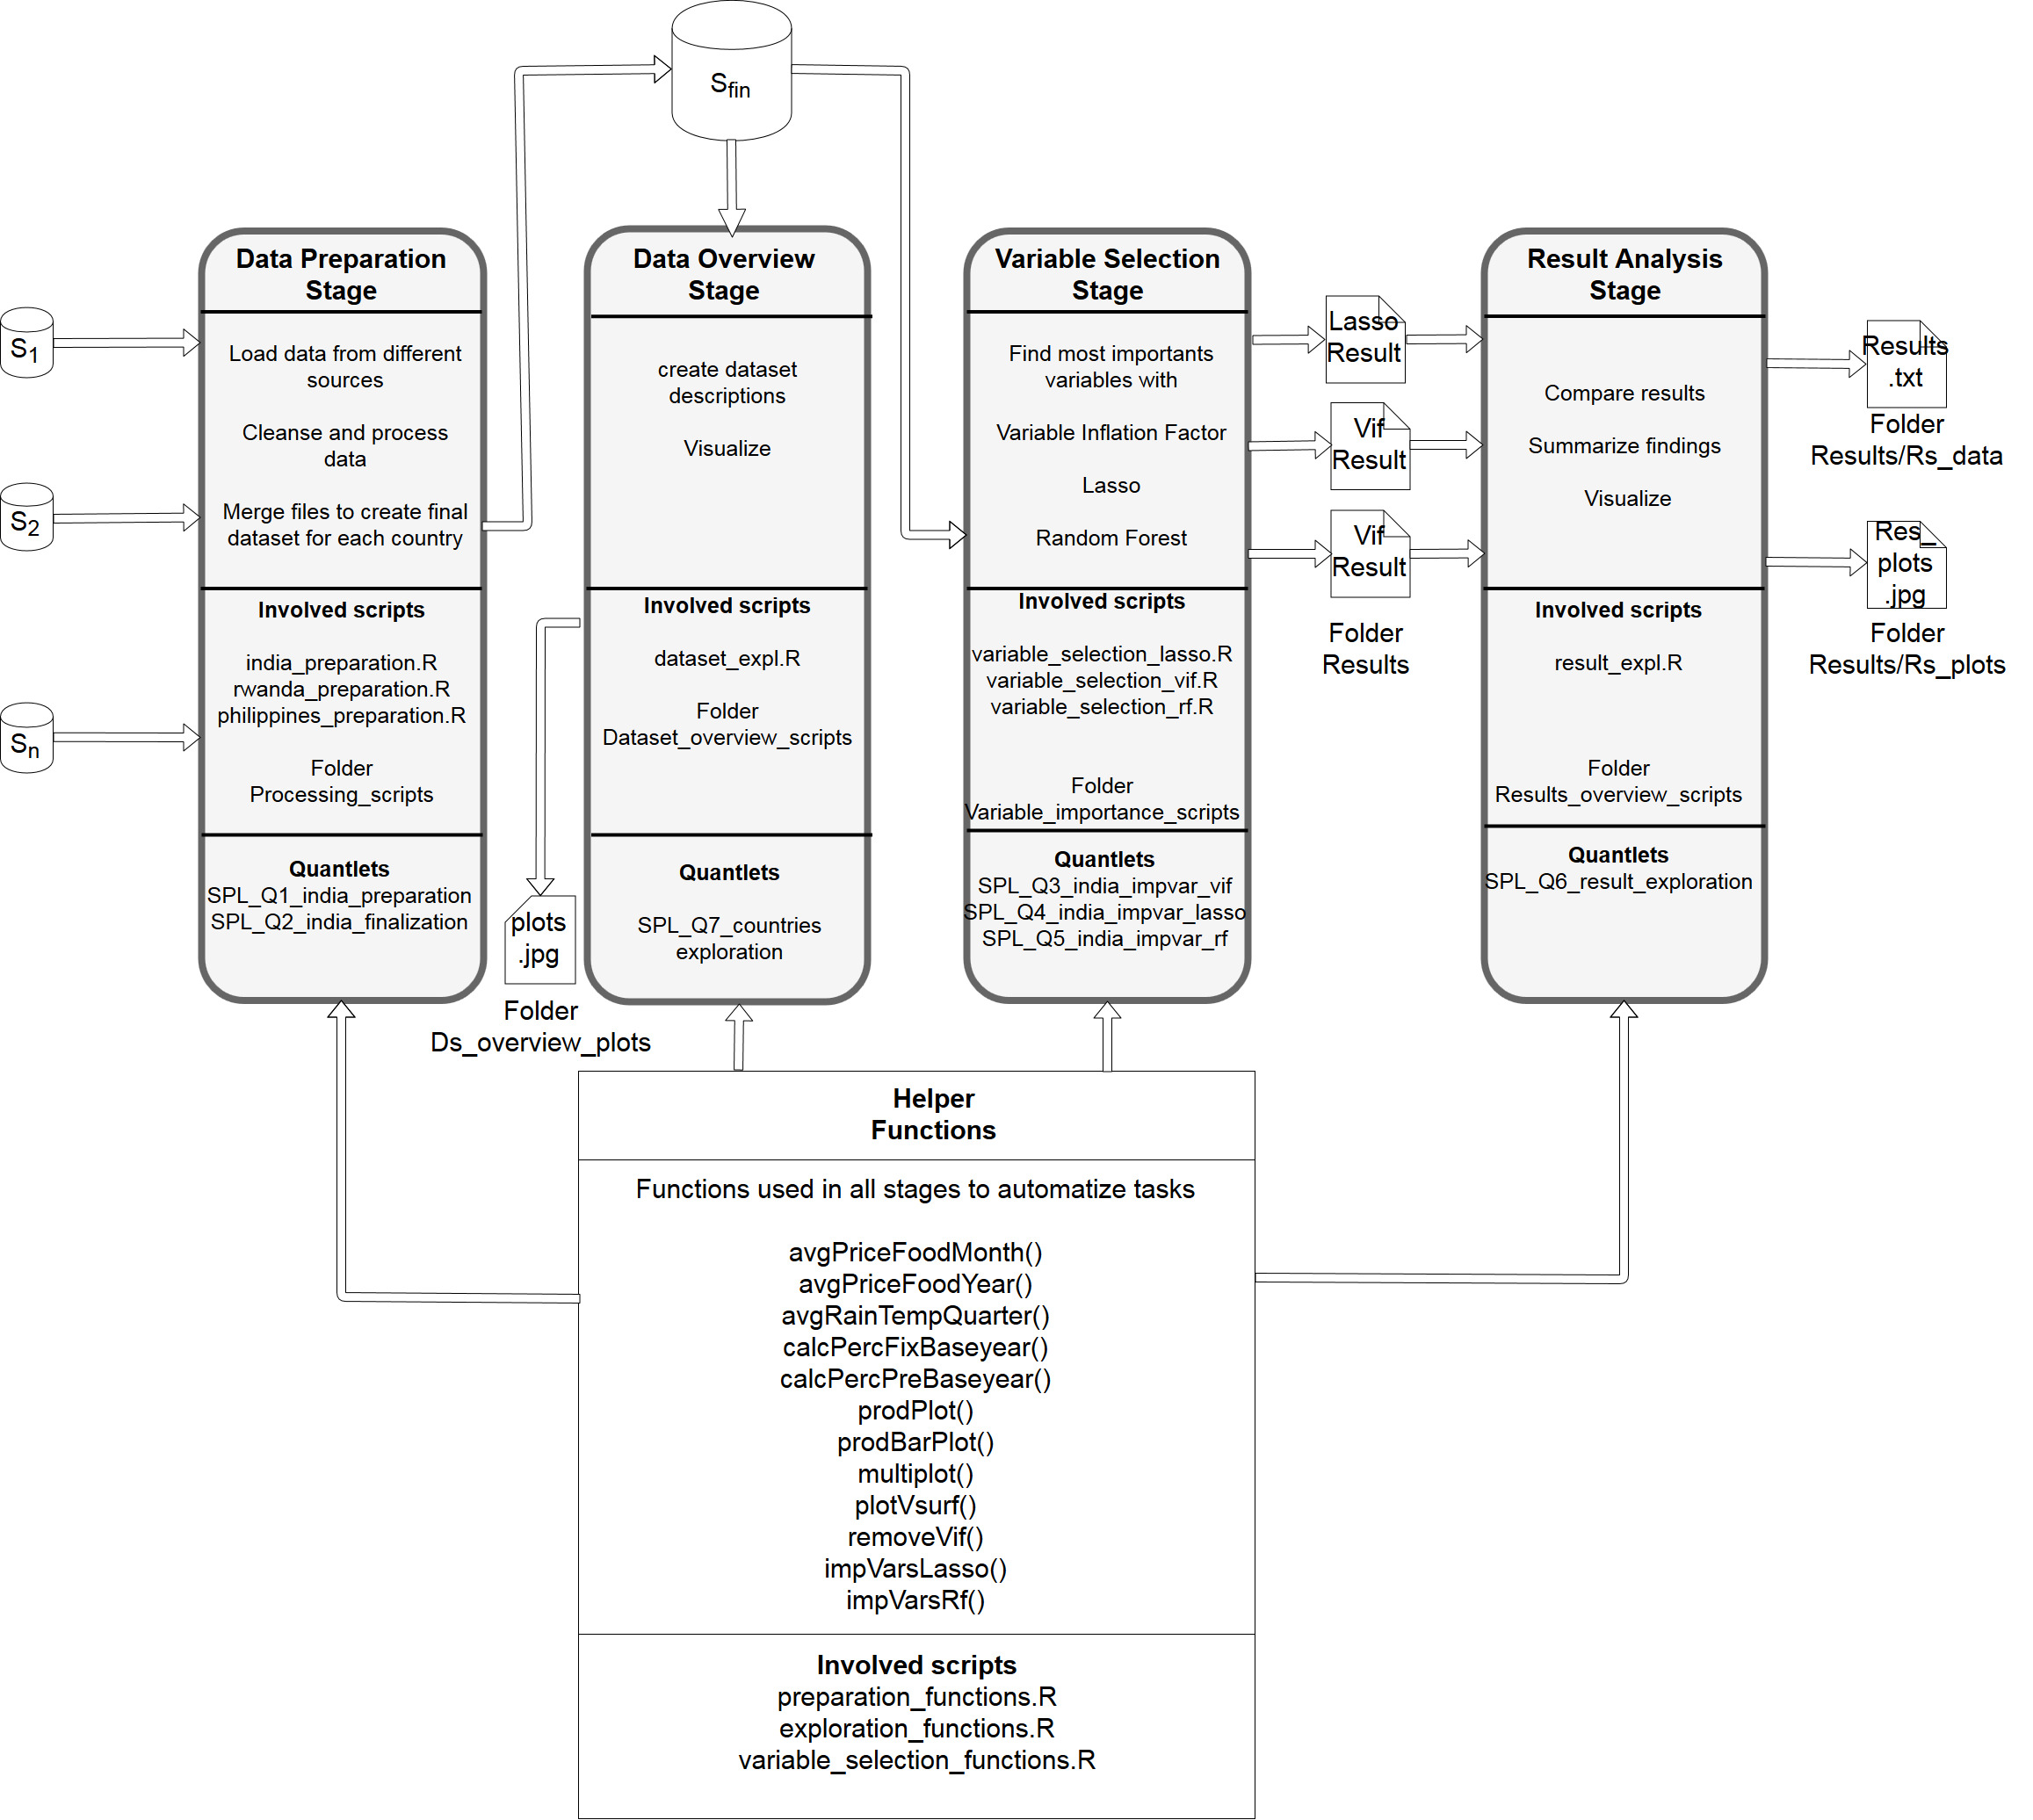 S
fin
S
1
S
2
S
n
Data Preparation
Stage
Load data from different
sources
Cleanse and process
data
Merge files to create final
dataset for each country
Involved scripts
india_preparation.R
rwanda_preparation.R
philippines_preparation.R
Folder
Processing_scripts
Quantlets
SPL_Q1_india_preparation
SPL_Q2_india_finalization
Data Overview
Stage
create dataset
descriptions
Visualize
Involved scripts
dataset_expl.R
Folder
Dataset_overview_scripts
Quantlets
SPL_Q7_countries
exploration
plots
.jpg
Folder
Ds_overview_plots
Variable Selection
Stage
Find most importants
variables with
Variable Inflation Factor
Lasso
Random Forest
Involved scripts
variable_selection_lasso.R
variable_selection_vif.R
variable_selection_rf.R
Folder
Variable_importance_scripts
Quantlets
SPL_Q3_india_impvar_vif
SPL_Q4_india_impvar_lasso
SPL_Q5_india_impvar_rf
Lasso
Result
Vif
Result
Vif
Result
Folder
Results
Result Analysis
Stage
Compare results
Summarize findings
Visualize
Involved scripts
result_expl.R
Folder
Results_overview_scripts
Quantlets
SPL_Q6_result_exploration
Results
.txt
Folder
Results/Rs_data
Res_
plots
.jpg
Folder
Results/Rs_plots
Helper
Functions
Functions used in all stages to automatize tasks
avgPriceFoodMonth()
avgPriceFoodYear()
avgRainTempQuarter()
calcPercFixBaseyear()
calcPercPreBaseyear()
prodPlot()
prodBarPlot()
multiplot()
plotVsurf()
removeVif()
impVarsLasso()
impVarsRf()
Involved scripts
preparation_functions.R
exploration_functions.R
variable_selection_functions.R